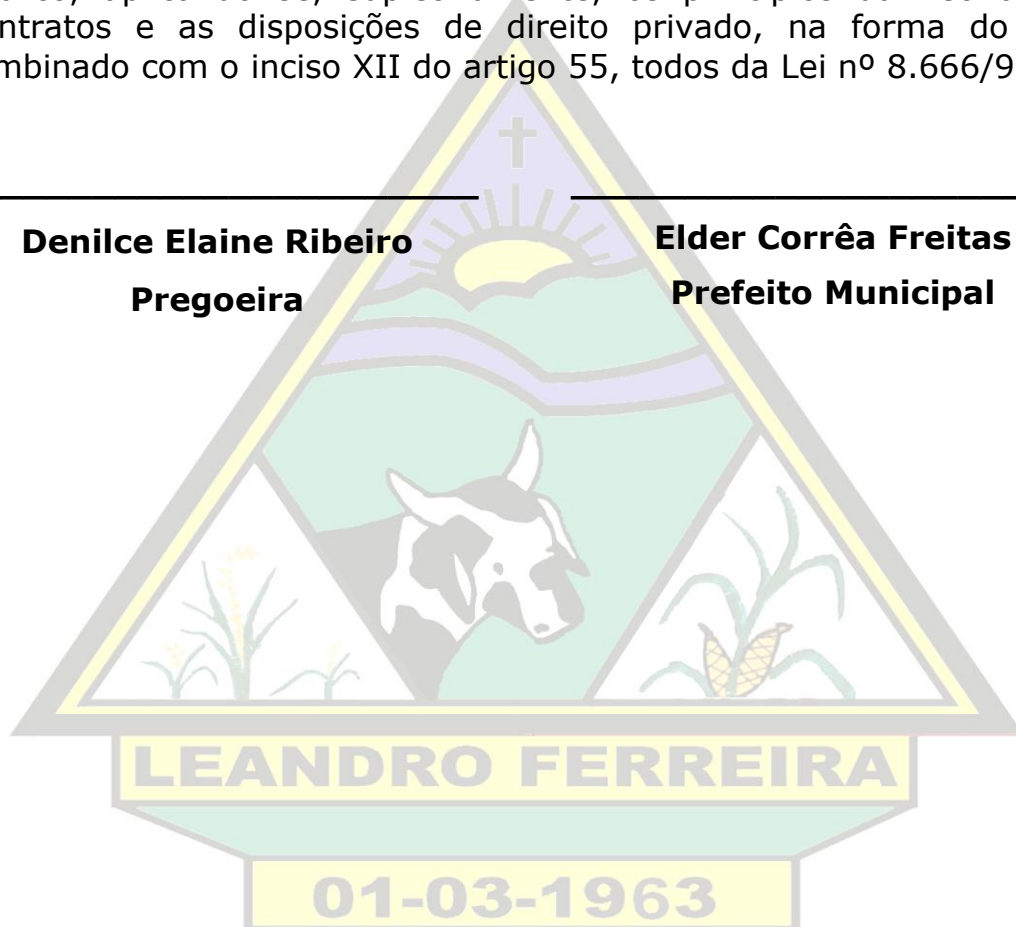 ntratos e as disposições de direito privado, na forma do
mbinado com o inciso XII do artigo 55, todos da Lei nº 8.666/9
Denilce Elaine Ribeiro
Pregoeira
Elder Corrêa Freitas
Prefeito Municipal
LEANDRO FERREIRA
01-03-1963